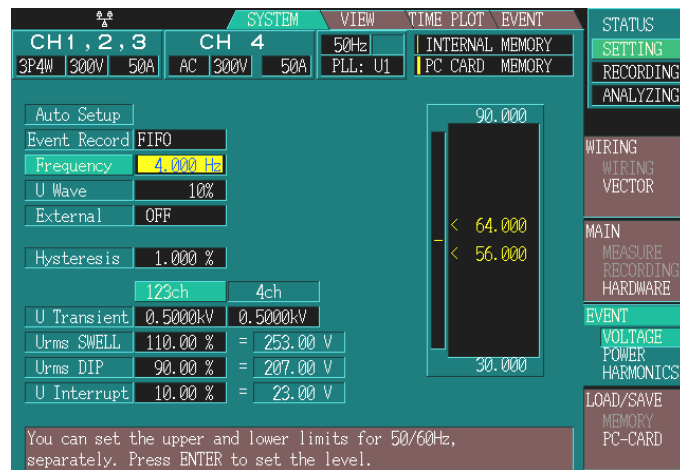 SYSTEM VIEW TIME PLOT EVENT STATUS
CH1,2,3 CH 4 50Hz INTERNAL MEMORY SETTING
3P4W 300V 50A AC 300V 50A PLL: U1 PC CARD MEMORY RECORDING
ANALYZING
Auto Setup 90.000
Event Record FIFO
WIRING
Frequency 4.000 Hz
WIRING
U Wave 10% VECTOR
External OFF
< 64.000
MAIN
Hysteresis 1.000 % < 56.000 MEASURE
RECORDING
123ch 4ch HARDWARE
U Transient 0.5000kV 0.5000kV EVENT
Urms SWELL 110.00 % = 253.00 V VOLTAGE
POWER
Urms DIP 90.00 % = 207.00 V 30.000 HARMONICS
U Interrupt 10.00 % = 23.00 V LOAD/SAVE
MEMORY
You can set the upper and lower limits for 50/60Hz, PC-CARD
separately. Press ENTER to set the level.